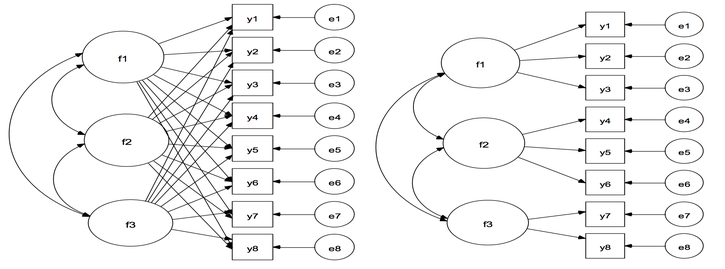 y1 e1
y2 e2
f1
y3 e3
y4 e4
f2
y5 e5
y6 e6
f3
y7 e7
y8 e8
y1 e1
y2 e2
f1
y3 e3
y4 e4
f2
y5 e5
y6 e6
f3
y7 e7
y8 e8